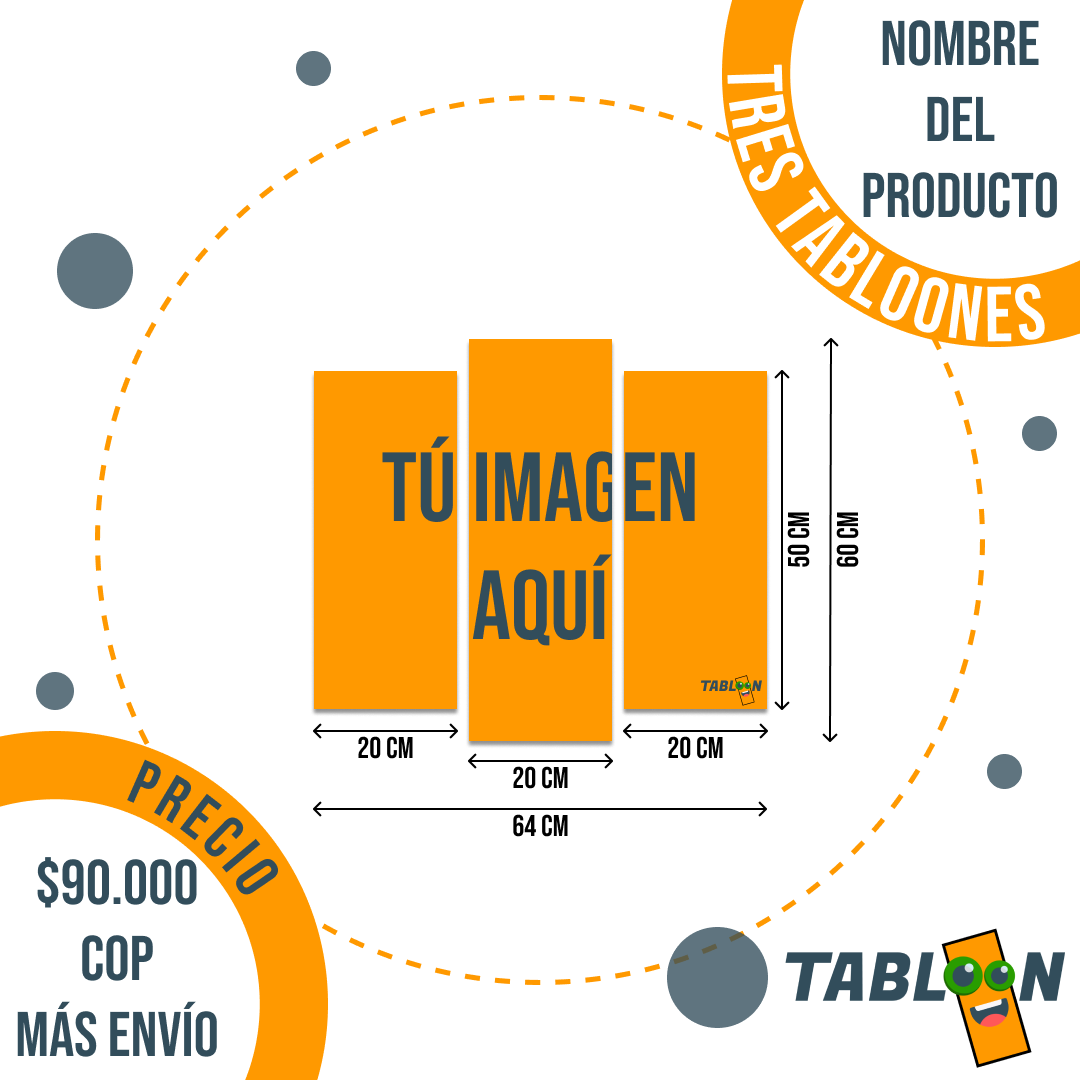 NOMBRE
DEL
PRODUCTO
TRES TABLOONES
TÚ IMAGEN
AQUÍ
TABLOON
50 CM
60 CM
20 CM
20 CM
20 CM
64 CM
PRECIO
$90.000
COP
MÁS ENVÍO
TABLOON